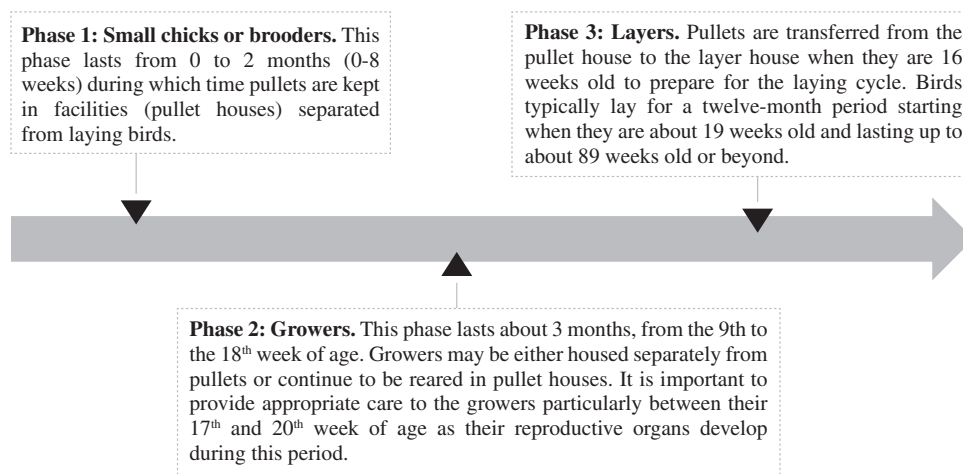 Phase 1: Small chicks or brooders. This
phase lasts from 0 to 2 months (0-8
weeks) during which time pullets are kept
in facilities (pullet houses) separated
from laying birds.
Phase 3: Layers. Pullets are transferred from the
pullet house to the layer house when they are 16
weeks old to prepare for the laying cycle. Birds
typically lay for a twelve-month period starting
when they are about 19 weeks old and lasting up to
about 89 weeks old or beyond.
Phase 2: Growers. This phase lasts about 3 months, from the 9th to
the 18th week of age. Growers may be either housed separately from
pullets or continue to be reared in pullet houses. It is important to
provide appropriate care to the growers particularly between their
17th and 20th week of age as their reproductive organs develop
during this period.